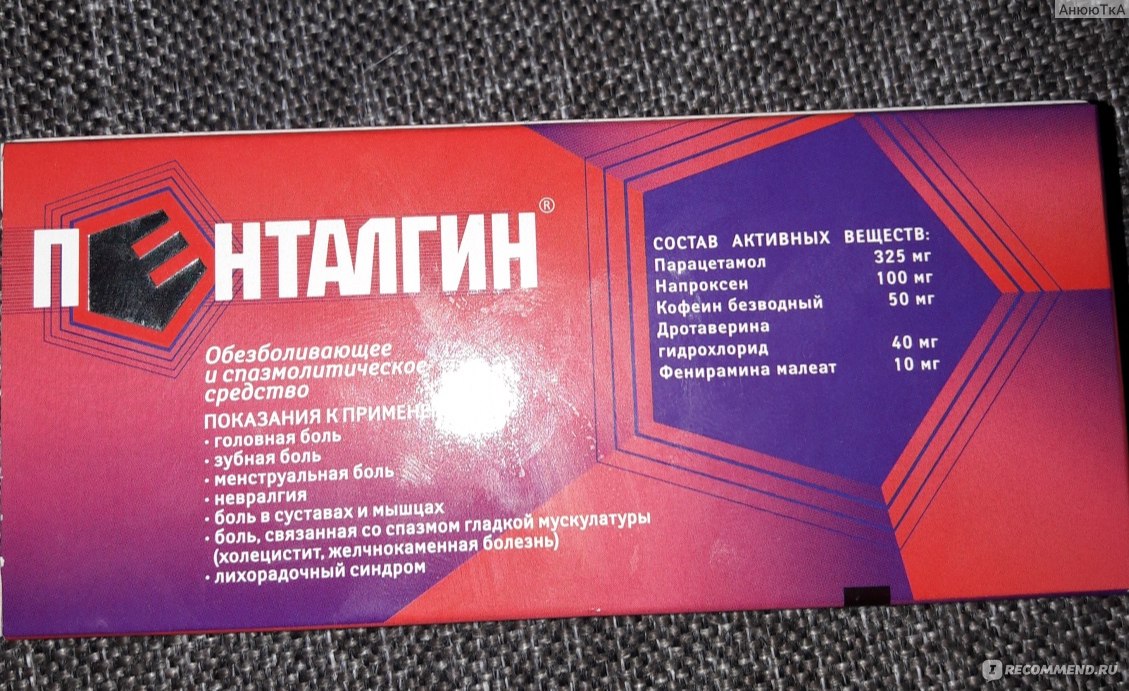 АнююТкА
ПЕНТАЛГИН®
Обезболивающее
и спазмолитическое
средство
ПОКАЗАНИЯ К ПРИМЕНЕ
• головная боль
• зубная боль
• менструальная боль
• невралгия
• боль в суставах и мышцах
• боль, связанная со спазмом гладкой мускулатуры
(холецистит, желчнокаменная болезнь)
• лихорадочный синдром
СОСТАВ АКТИВНЫХ ВЕЩЕСТВ:
Парацетамол 325 мг
Напроксен 100 мг
Кофеин безводный 50 мг
Дротаверина
гидрохлорид 40 мг
Фенирамина малеат 10 мг
RECOMMEND.RU